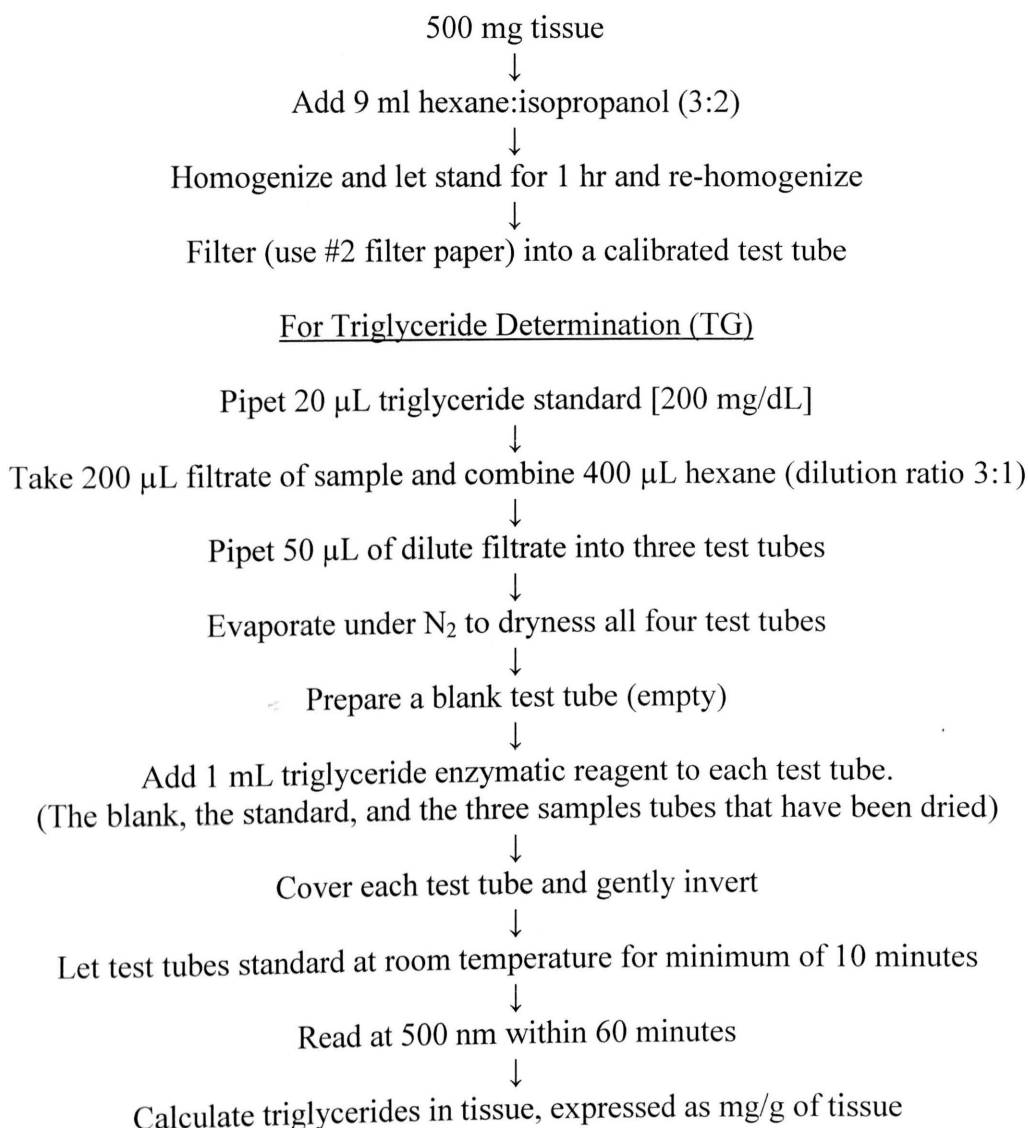 500 mg tissue
↓
Add 9 ml hexane:isopropanol (3:2)
↓
Homogenize and let stand for 1 hr and re-homogenize
↓
Filter (use #2 filter paper) into a calibrated test tube
For Triglyceride Determination (TG)
Pipet 20 μL triglyceride standard [200 mg/dL]
↓
Take 200 μL filtrate of sample and combine 400 μL hexane (dilution ratio 3:1)
↓
Pipet 50 μL of dilute filtrate into three test tubes
↓
Evaporate under N₂ to dryness all four test tubes
↓
Prepare a blank test tube (empty)
↓
Add 1 mL triglyceride enzymatic reagent to each test tube.
(The blank, the standard, and the three samples tubes that have been dried)
↓
Cover each test tube and gently invert
↓
Let test tubes standard at room temperature for minimum of 10 minutes
↓
Read at 500 nm within 60 minutes
↓
Calculate triglycerides in tissue, expressed as mg/g of tissue